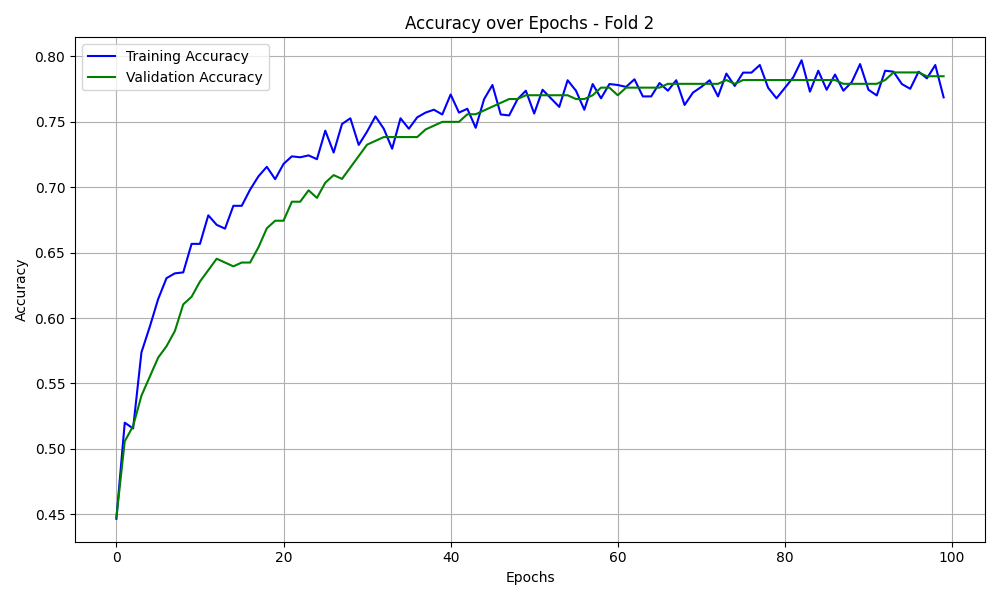 Accuracy over Epochs - Fold 2
Training Accuracy
Validation Accuracy
Accuracy
0.80
0.75
0.70
0.65
0.60
0.55
0.50
0.45
0 20 40 60 80 100
Epochs